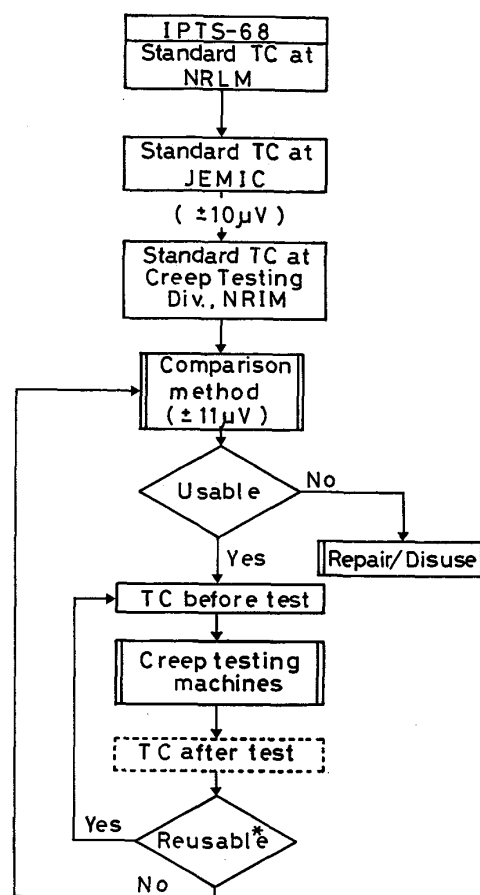 IPTS-68
Standard TC at
NRLM
Standard TC at
JEMIC
( ±10μV)
Standard TC at
Creep Testing
Div., NRIM
Comparison
method
(±11μV)
Usable
No
Repair/Disuse
Yes
TC before test
Creep testing
machines
TC after test
Yes
Reusable*
No